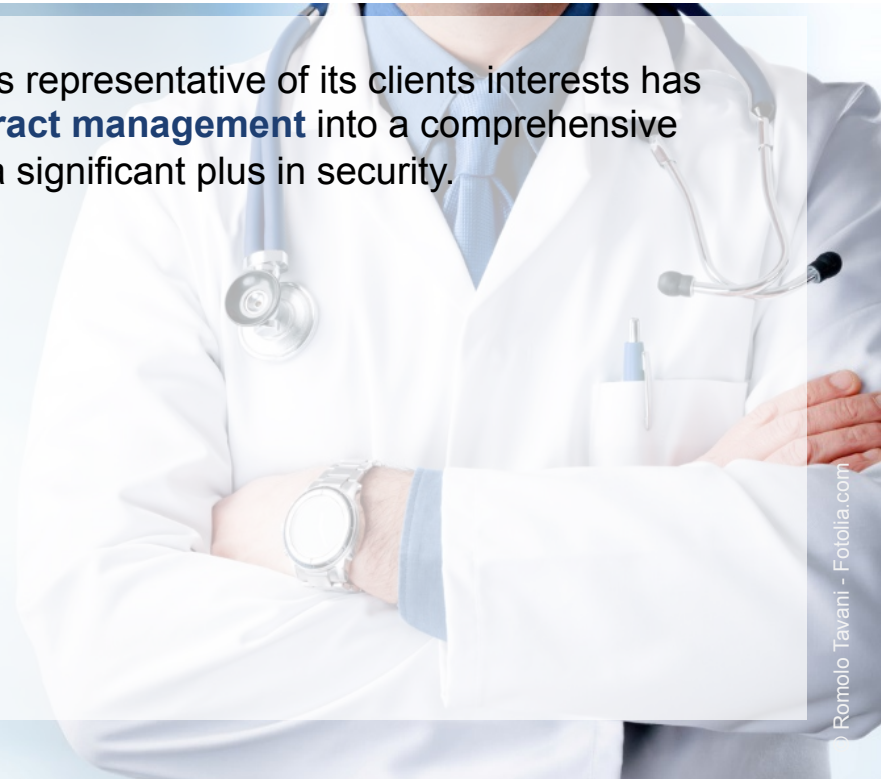 s representative of its clients interests has
ract management into a comprehensive
a significant plus in security.
© Romolo Tavani - Fotolia.com